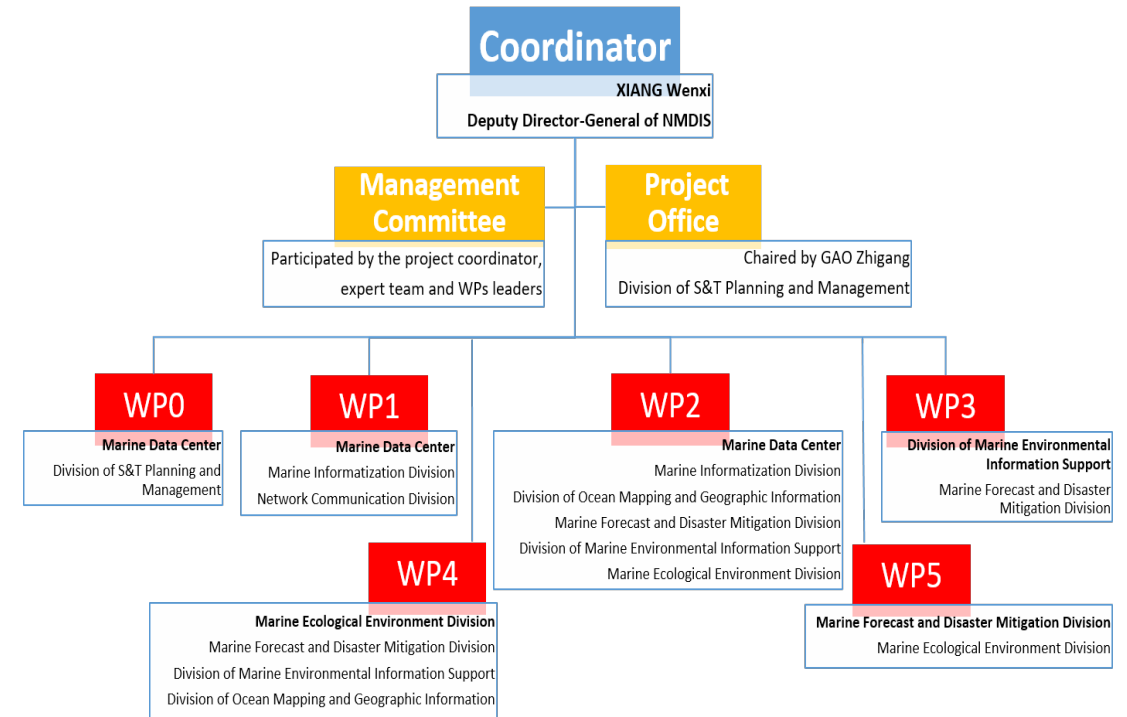 Coordinator
XIANG Wenxi
Deputy Director-General of NMDIS
Management
Committee
Participated by the project coordinator,
expert team and WPs leaders
Project
Office
Chaired by GAO Zhigang
Division of S&T Planning and Management
WP0
Marine Data Center
Division of S&T Planning and
Management
WP1
Marine Data Center
Marine Informatization Division
Network Communication Division
WP2
Marine Data Center
Marine Informatization Division
Division of Ocean Mapping and Geographic Information
Marine Forecast and Disaster Mitigation Division
Division of Marine Environmental Information Support
Marine Ecological Environment Division
WP3
Division of Marine Environmental
Information Support
Marine Forecast and Disaster
Mitigation Division
WP4
Marine Ecological Environment Division
Marine Forecast and Disaster Mitigation Division
Division of Marine Environmental Information Support
Division of Ocean Mapping and Geographic Information
WP5
Marine Forecast and Disaster Mitigation Division
Marine Ecological Environment Division